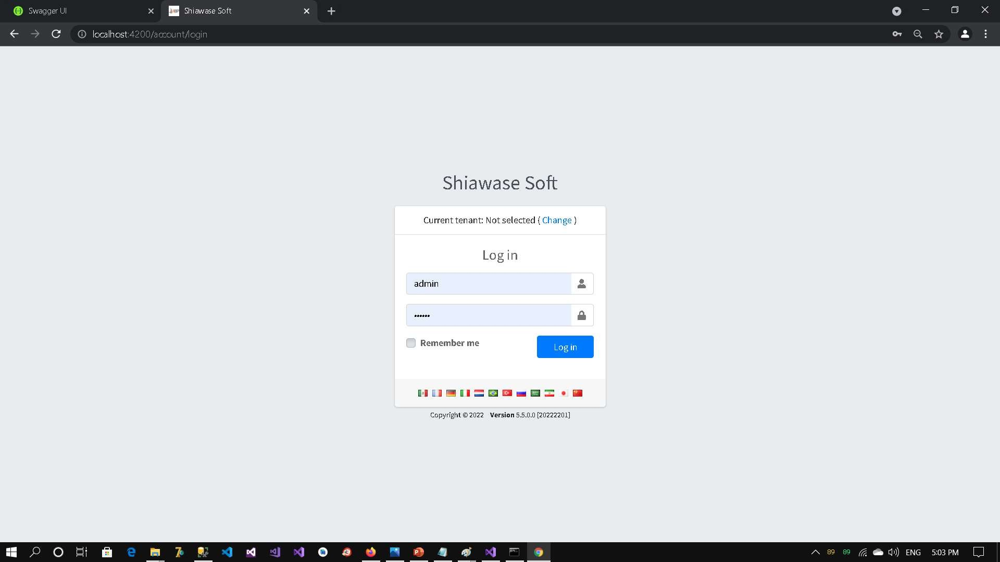 Swagger UI
Shiawase Soft
localhost:4200/account/login
Shiawase Soft
Current tenant: Not selected ( Change )
Log in
admin
••••••
Remember me
Log in
Copyright © 2022 Version 5.5.0.0 [20222201]
89 89 ENG 5:03 PM